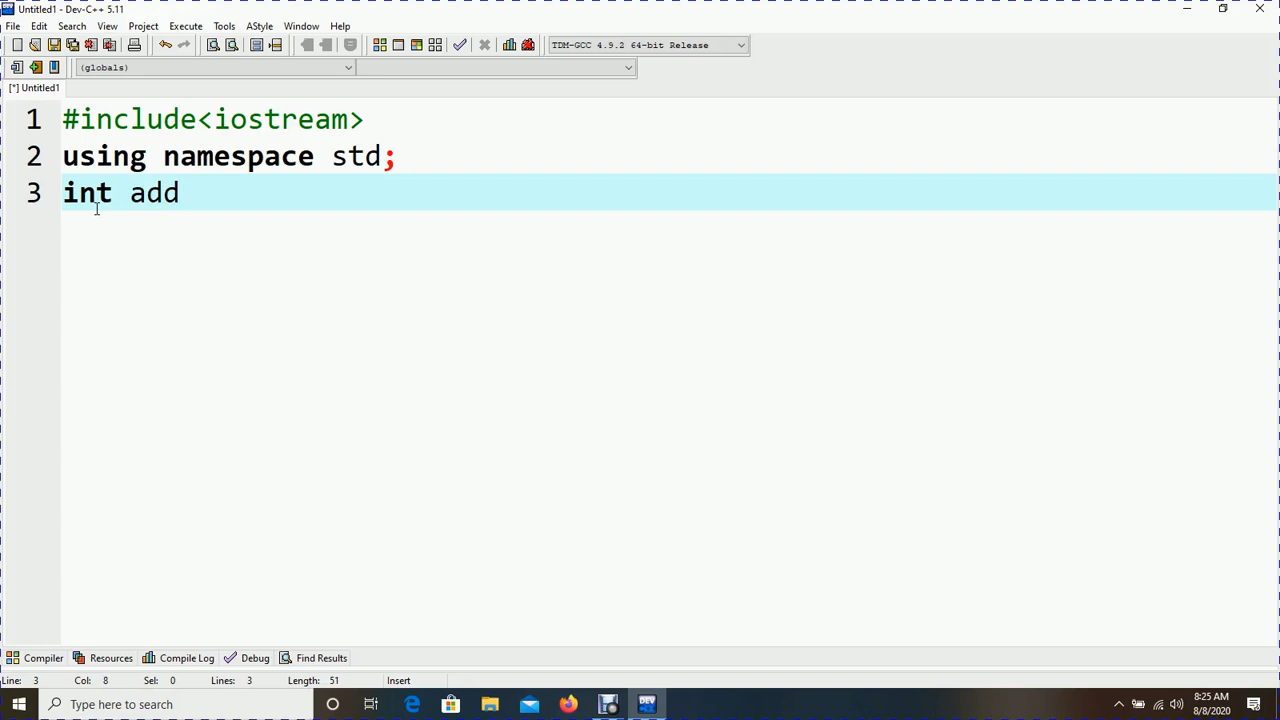 Untitled1 - Dev-C++ 5.11
File Edit Search View Project Execute Tools AStyle Window Help
TDM-GCC 4.9.2 64-bit Release
(globals)
[*] Untitled1
1 #include<iostream>
2 using namespace std;
3 int add
Compiler Resources Compile Log Debug Find Results
Line: 3 Col: 8 Sel: 0 Lines: 3 Length: 51 Insert
Type here to search
DEV
8:25 AM
8/8/2020